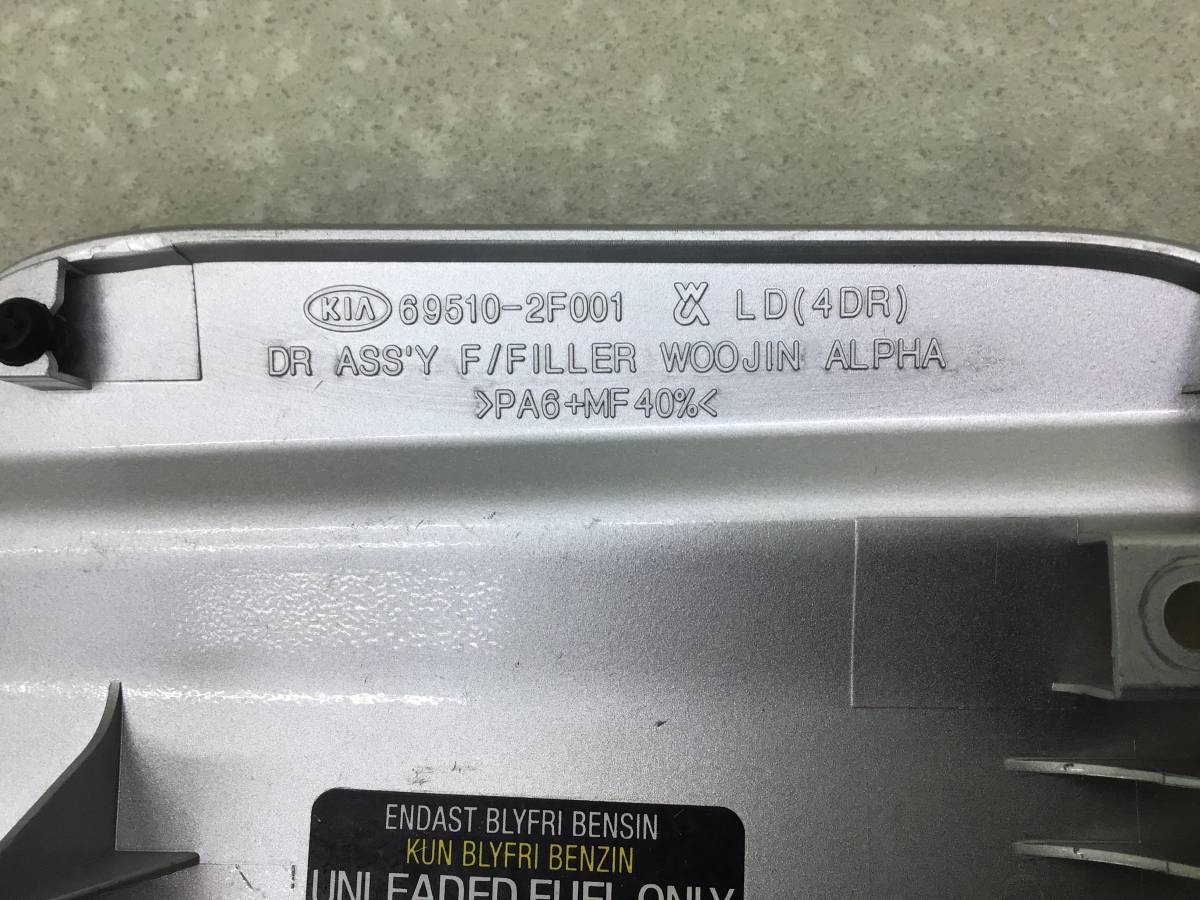 KIA 69510-2F001 LD(4DR)
DR ASS'Y F/FILLER WOOJIN ALPHA
>PA6+MF40%<
ENDAST BLYFRI BENSIN
KUN BLYFRI BENZIN
UNLEADED FUEL ONLY